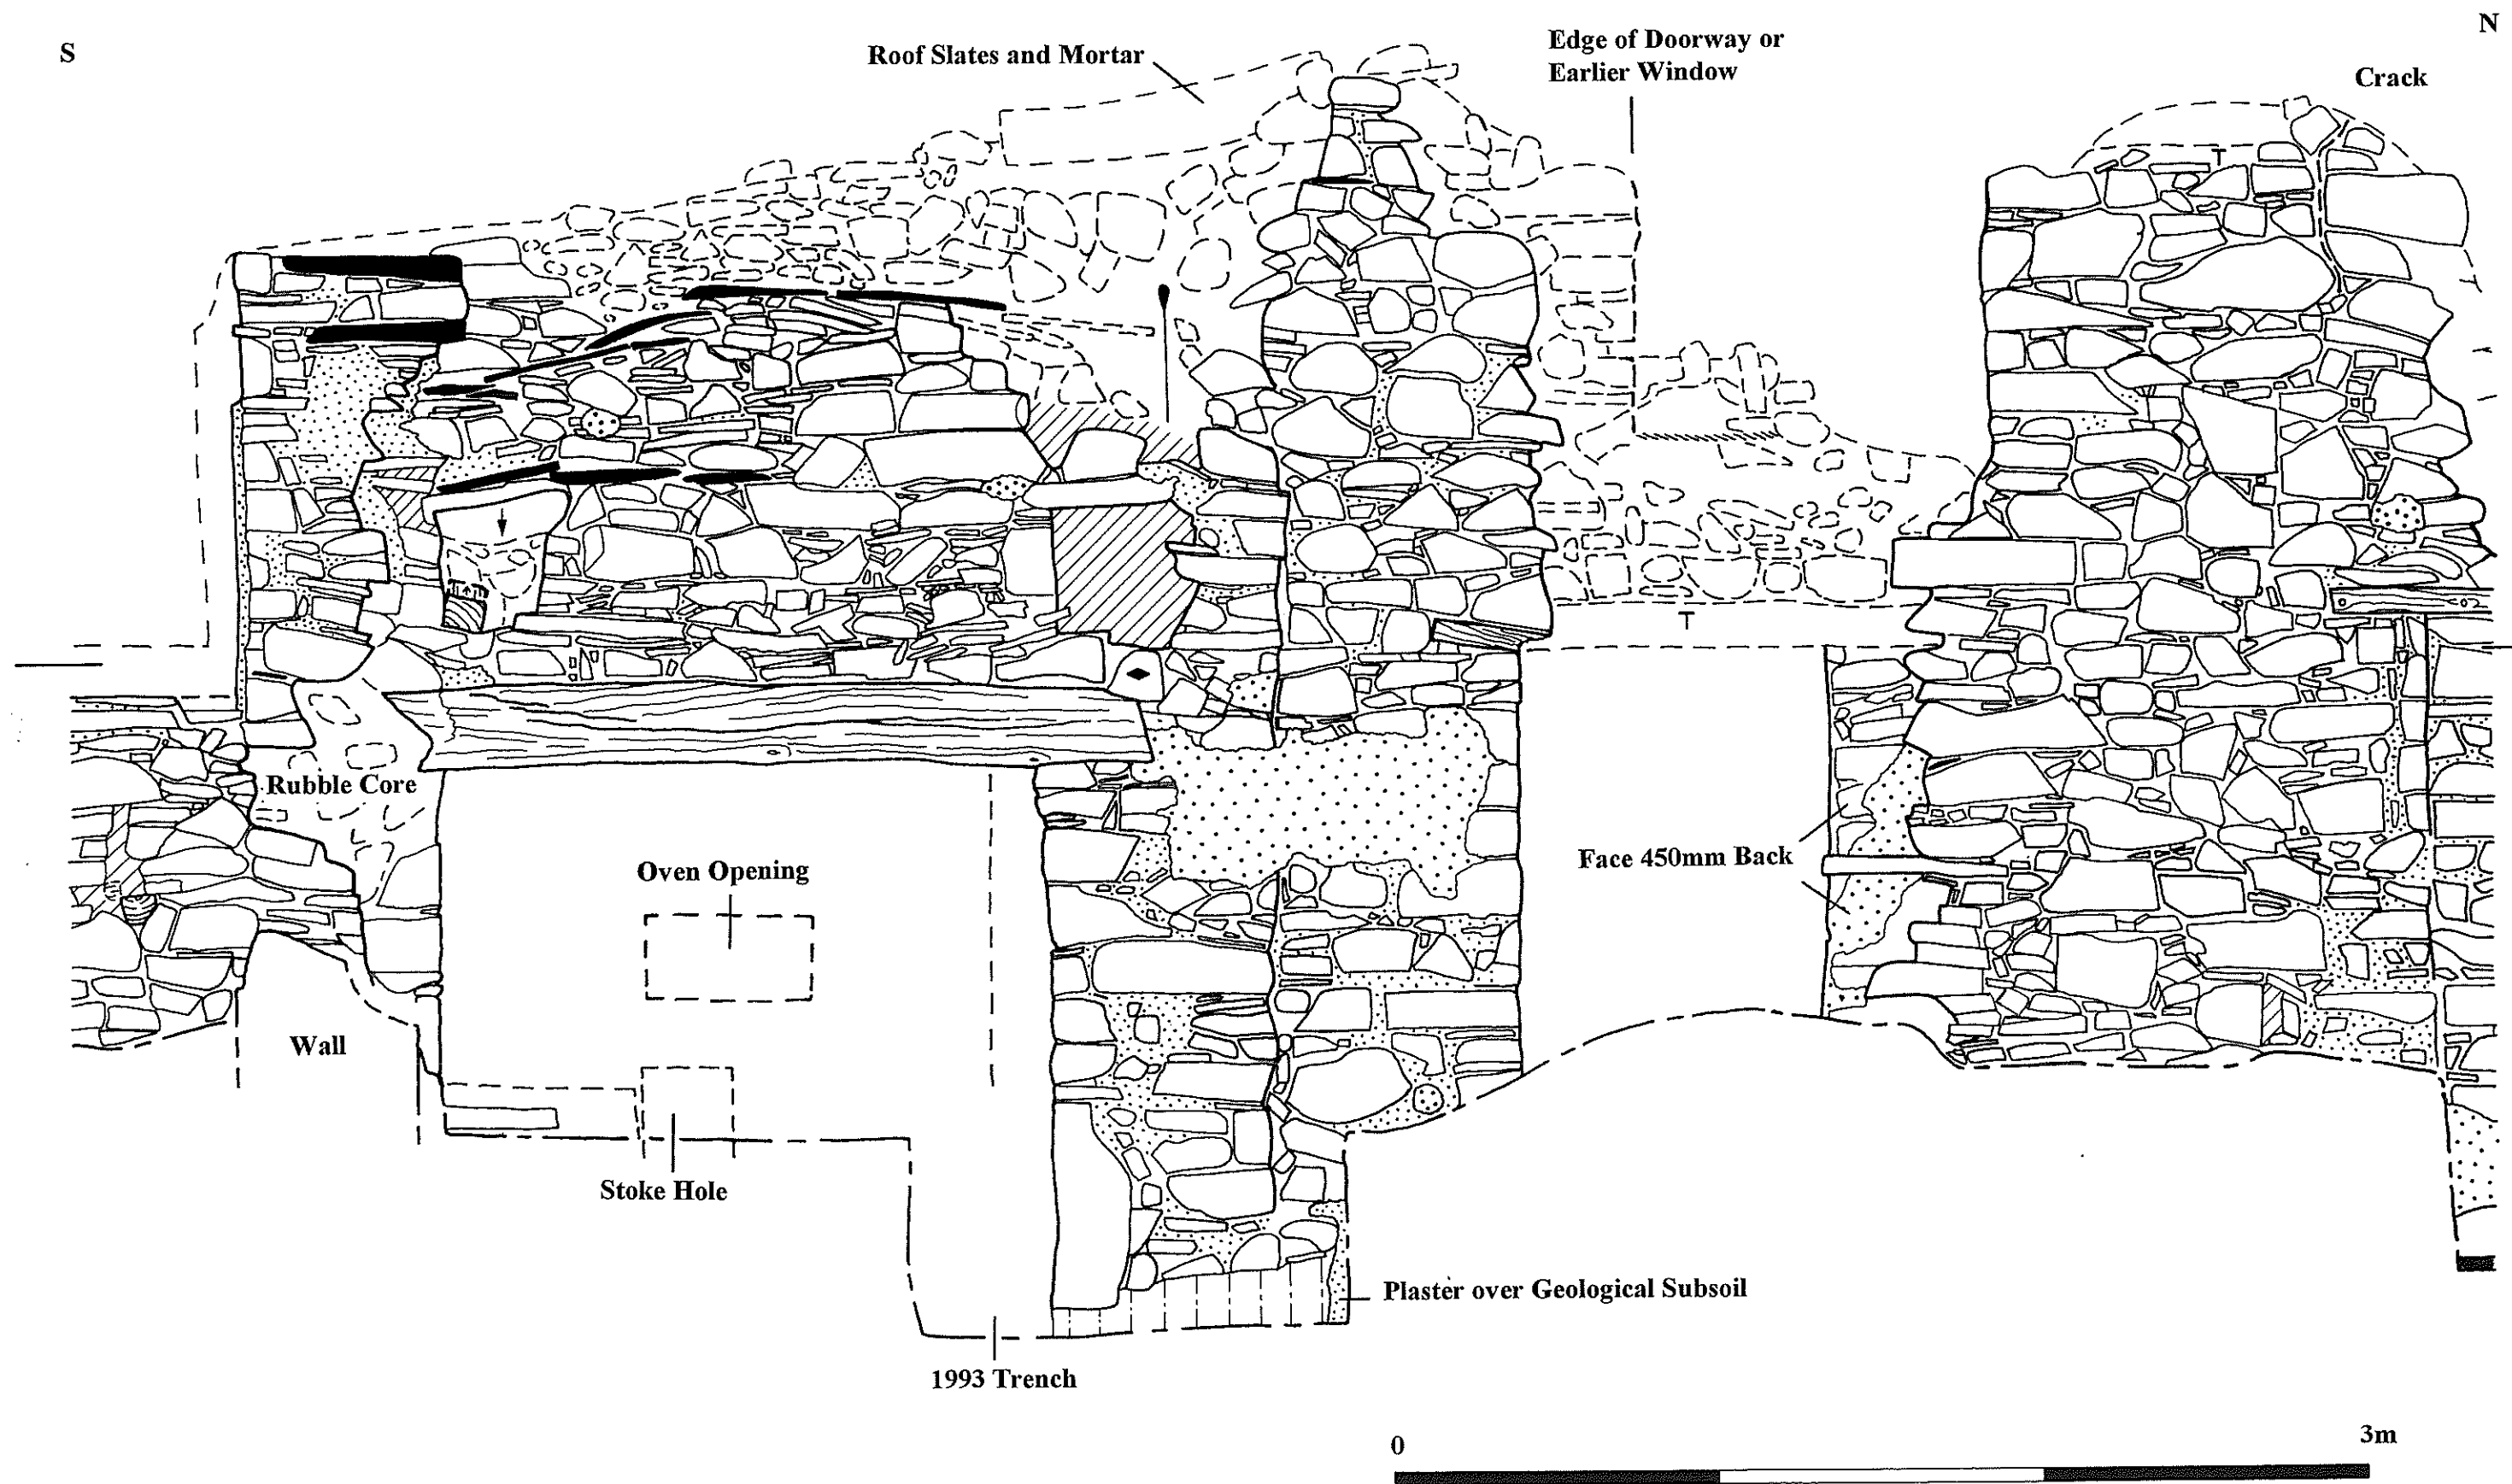 S
N
Roof Slates and Mortar
Edge of Doorway or
Earlier Window
Crack
T
T
Rubble Core
Oven Opening
Face 450mm Back
Wall
Stoke Hole
Plaster over Geological Subsoil
1993 Trench
0
3m